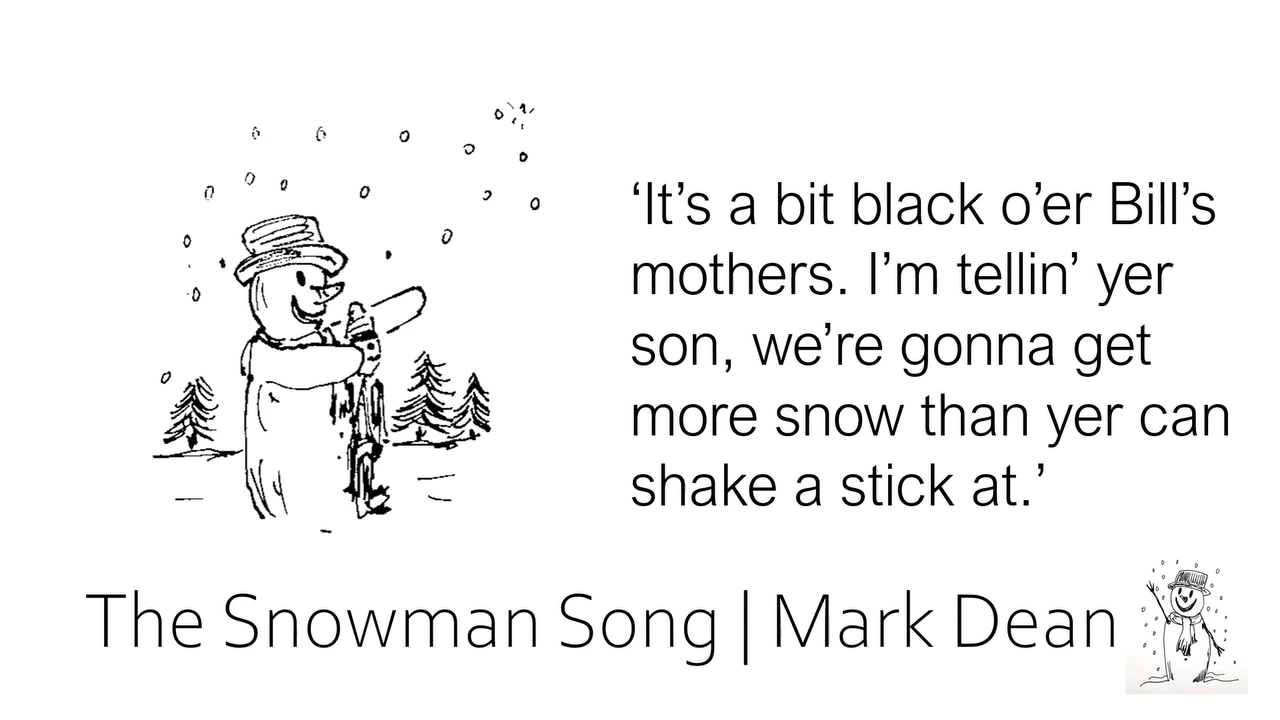 ‘It’s a bit black o’er Bill’s
mothers. I’m tellin’ yer
son, we’re gonna get
more snow than yer can
shake a stick at.’
The Snowman Song | Mark Dean